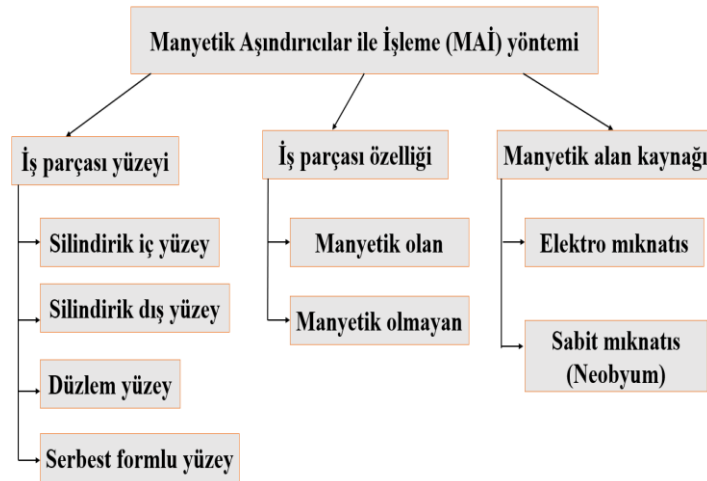 Manyetik Aşındırıcılar ile İşleme (MAİ) yöntemi
İş parçası yüzeyi
Silindirik iç yüzey
Silindirik dış yüzey
Düzlem yüzey
Serbest formlu yüzey
İş parçası özelliği
Manyetik olan
Manyetik olmayan
Manyetik alan kaynağı
Elektro mıknatıs
Sabit mıknatıs
(Neobyum)